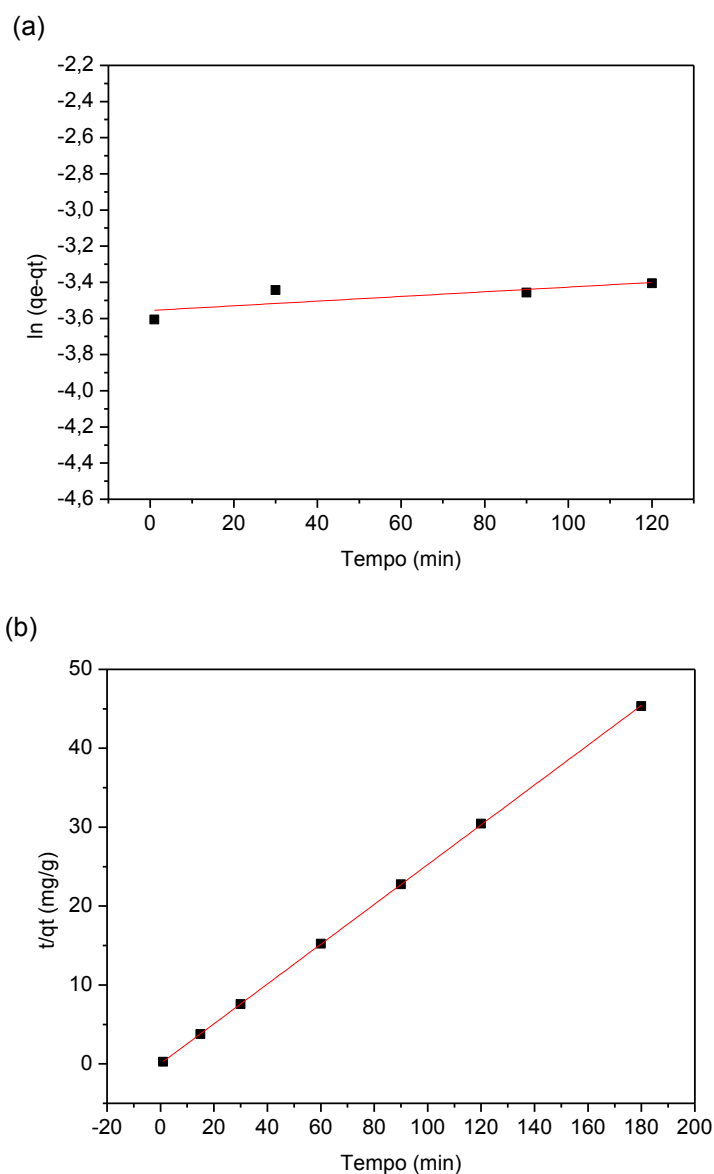 (a)
-2,2
-2,4
-2,6
-2,8
-3,0
-3,2
-3,4
-3,6
-3,8
-4,0
-4,2
-4,4
-4,6
ln (qe-qt)
0 20 40 60 80 100 120
Tempo (min)
(b)
50
40
30
20
10
0
t/qt (mg/g)
-20 0 20 40 60 80 100 120 140 160 180 200
Tempo (min)